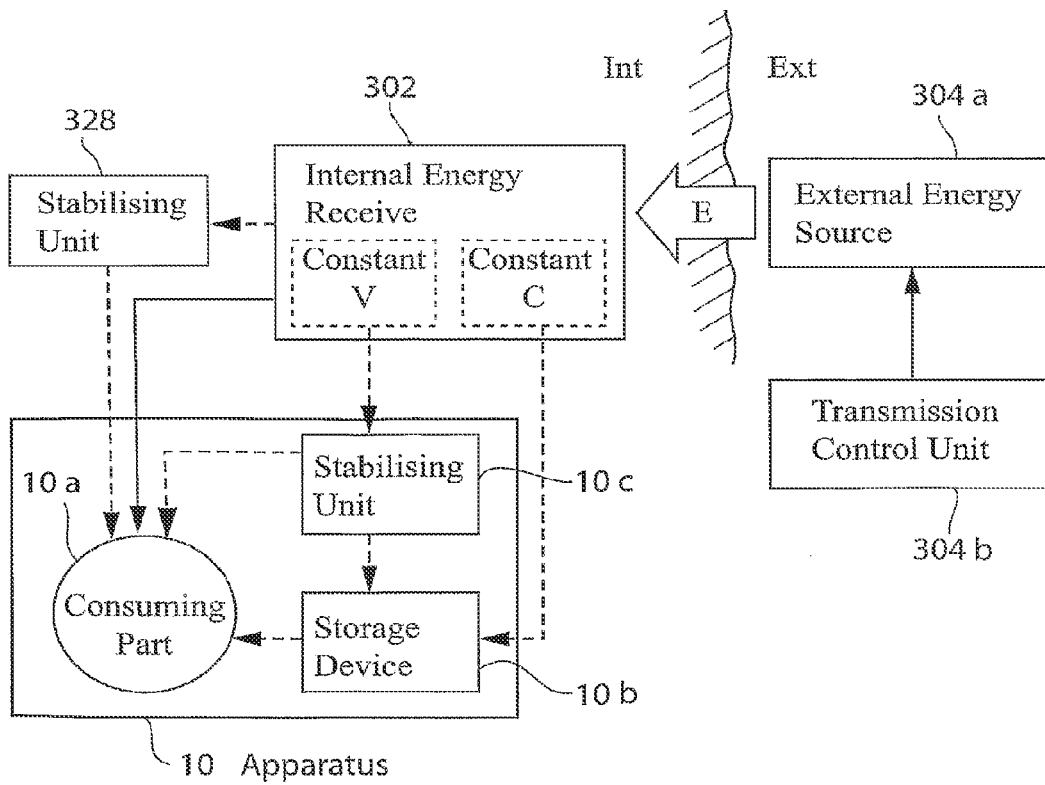 Int
Ext
302
304 a
328
Internal Energy
Receive
External Energy
Source
E
Stabilising
Unit
Constant
V
Constant
C
Transmission
Control Unit
304 b
10 a
Stabilising
Unit
10 c
Consuming
Part
Storage
Device
10 b
10 Apparatus